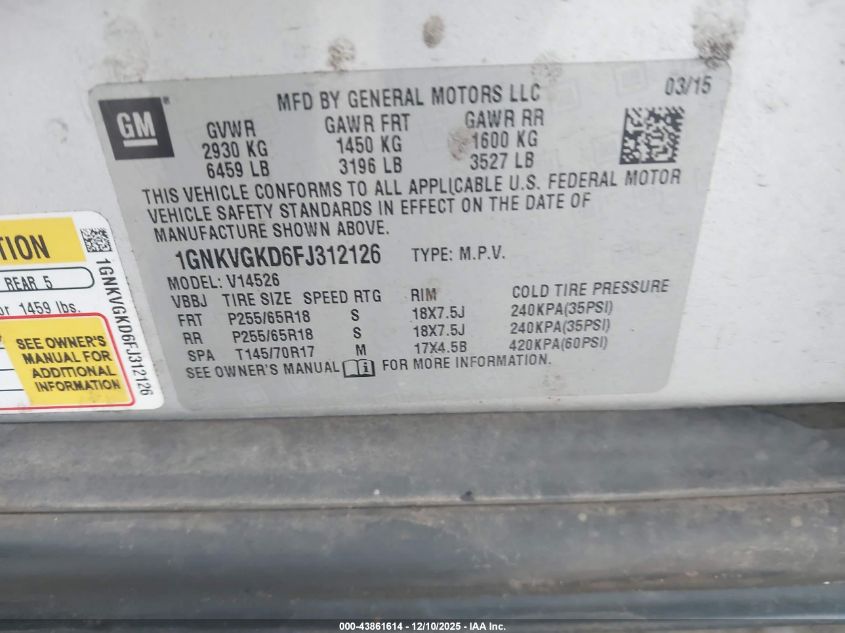 MFD BY GENERAL MOTORS LLC 03/15
GM
GVWR GAWR FRT GAWR RR
2930 KG 1450 KG 1600 KG
6459 LB 3196 LB 3527 LB
THIS VEHICLE CONFORMS TO ALL APPLICABLE U.S. FEDERAL MOTOR
VEHICLE SAFETY STANDARDS IN EFFECT ON THE DATE OF
MANUFACTURE SHOWN ABOVE.
1GNKVGKD6FJ312126 TYPE: M.P.V.
MODEL: V14526
VBBJ TIRE SIZE SPEED RTG RIM COLD TIRE PRESSURE
FRT P255/65R18 S 18X7.5J 240KPA(35PSI)
RR P255/65R18 S 18X7.5J 240KPA(35PSI)
SPA T145/70R17 M 17X4.5B 420KPA(60PSI)
SEE OWNER'S MANUAL FOR MORE INFORMATION.
TION
REAR 5
or 1459 lbs.
SEE OWNER'S
MANUAL FOR
ADDITIONAL
INFORMATION
1GNKVGKD6FJ312126
000-43861614 - 12/10/2025 - IAA Inc.